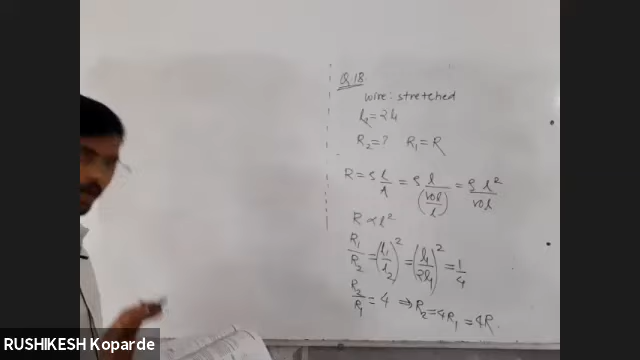 Q.18
wire: stretched
l₂ = 2l₁
R₂ = ? R₁ = R
R = ρ l/A = ρ l/(vol/l) = ρ l²/vol
R ∝ l²
R₁/R₂ = (l₁/l₂)² = (l₁/2l₁)² = 1/4
R₂/R₁ = 4 ⇒ R₂ = 4R₁ = 4R.
RUSHIKESH Koparde